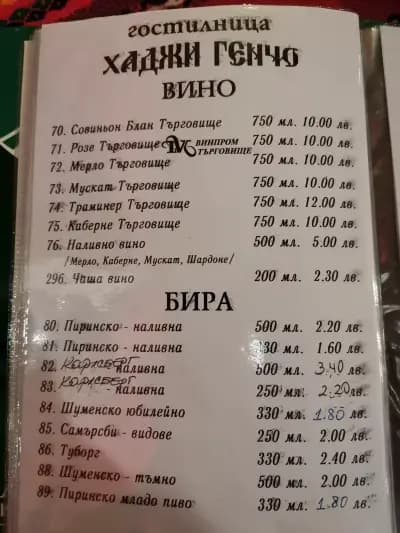 гостилница
ХАДЖИ ГЕНЧО
ВИНО
70. Совиньон Блан Търговище 750 мл. 10.00 лв.
71. Розе Търговище ВИНПРОМ ТЪРГОВИЩЕ 750 мл. 10.00 лв.
72. Мерло Търговище 750 мл. 10.00 лв.
73. Мускат Търговище 750 мл. 10.00 лв.
74. Траминер Търговище 750 мл. 12.00 лв.
75. Каберне Търговище 750 мл. 10.00 лв.
76. Наливно вино 500 мл. 5.00 лв.
/Мерло, Каберне, Мускат, Шардоне/
296. Чаша вино 200 мл. 2.30 лв.
БИРА
80. Пиринско - наливна 500 мл. 2.20 лв.
81. Пиринско - наливна 330 мл. 1.60 лв.
82. Карлсберг наливна 500 мл. 3.40 лв.
83. Карлсберг - наливна 250 мл. 2.20 лв.
84. Шуменско юбилейно 330 мл. 1.80 лв.
85. Самърсби - видове 250 мл. 2.00 лв.
86. Туборг 330 мл. 2.40 лв.
88. Шуменско - тъмно 500 мл. 2.00 лв.
89. Пиринско младо пиво 330 мл. 1.80 лв.